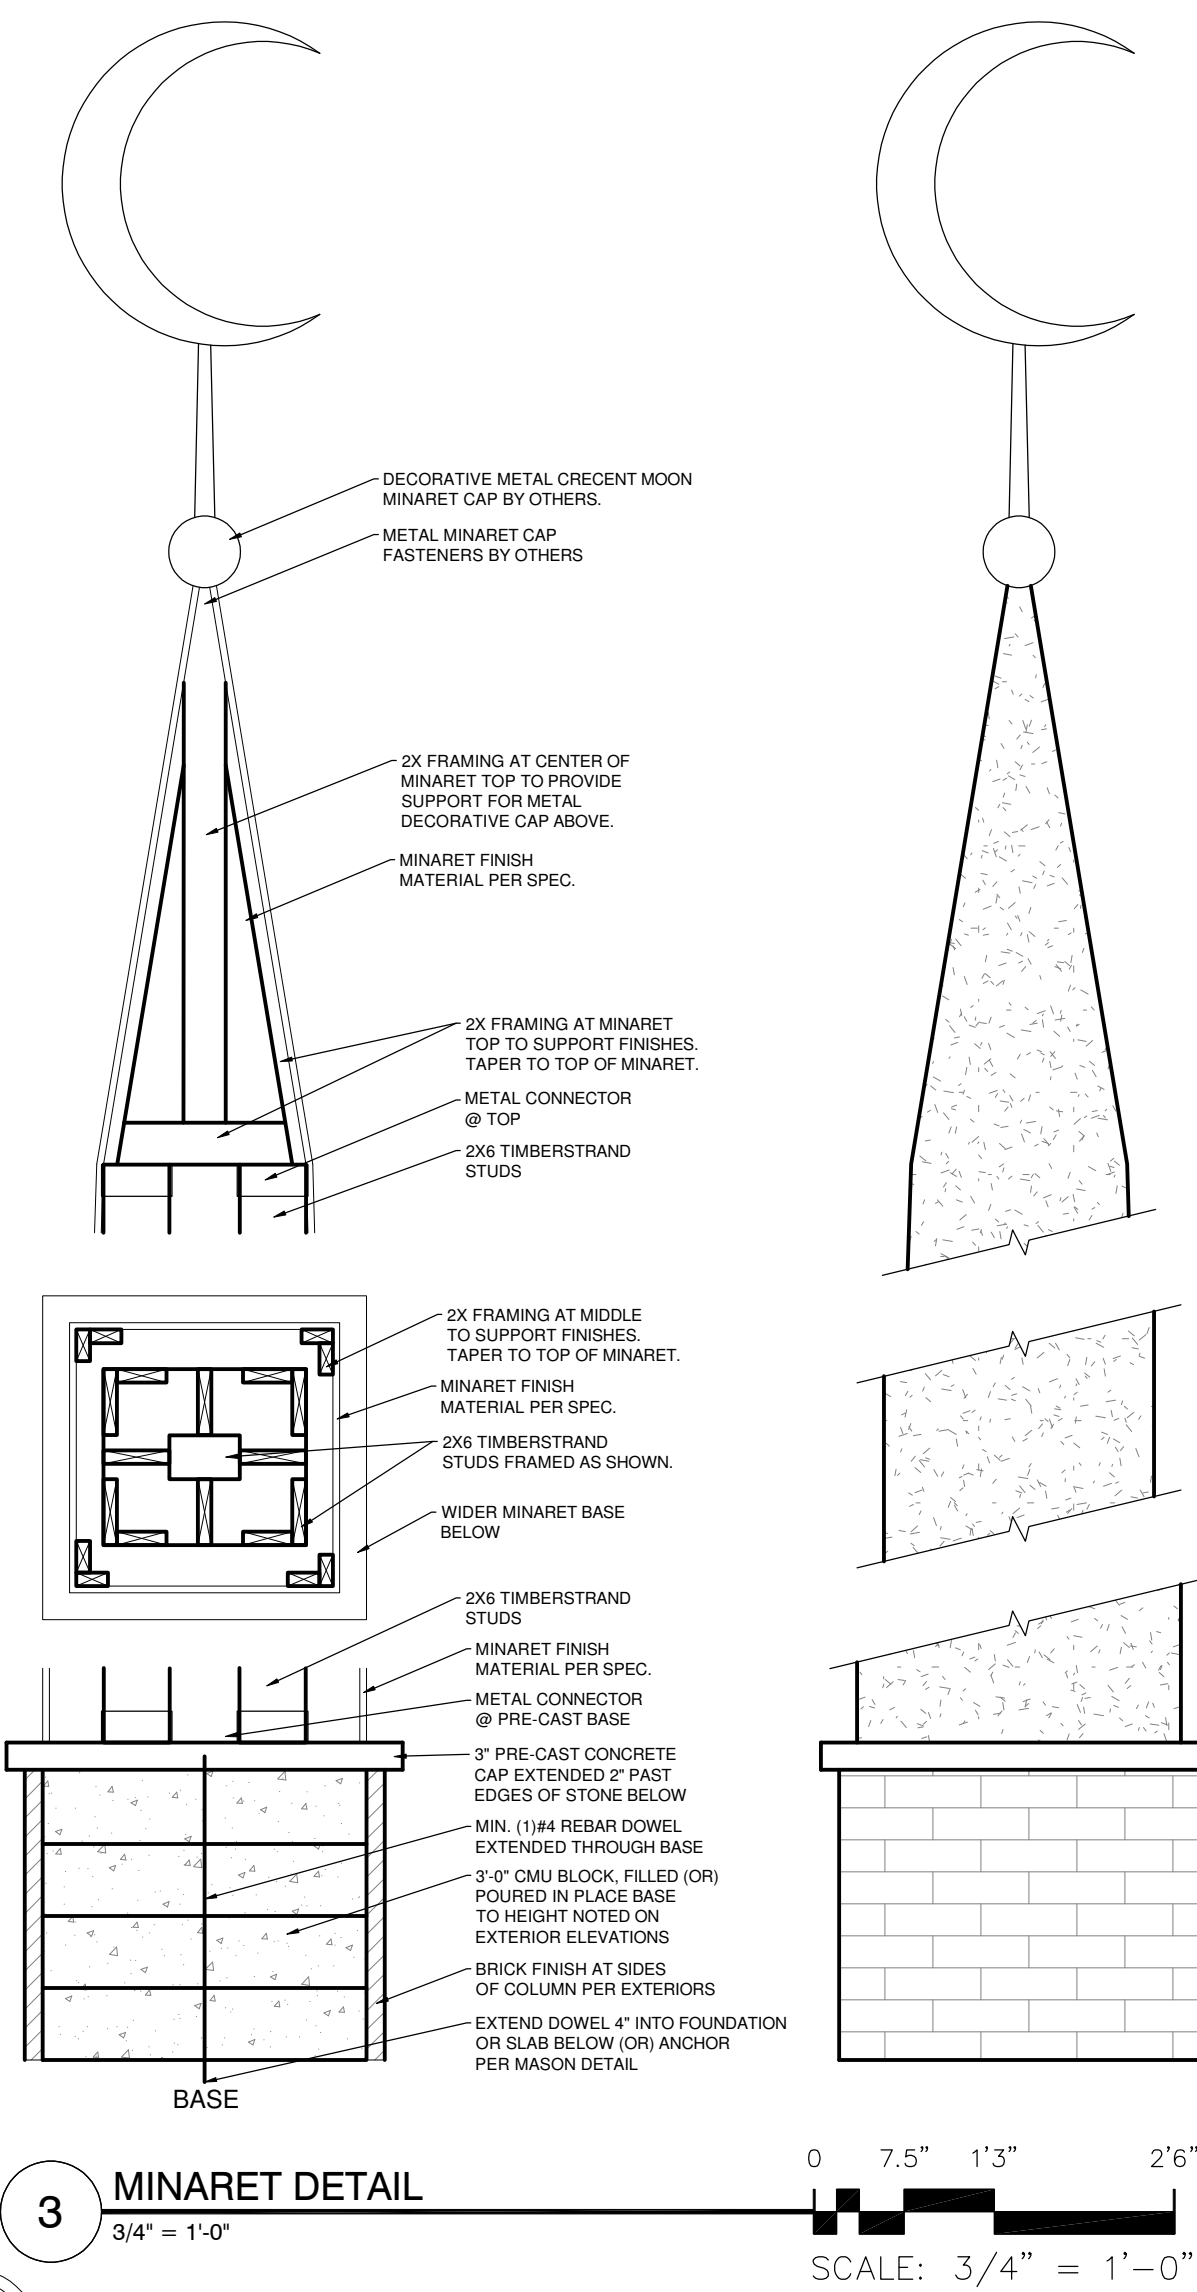 DECORATIVE METAL CRECENT MOON
MINARET CAP BY OTHERS.
METAL MINARET CAP
FASTENERS BY OTHERS
2X FRAMING AT CENTER OF
MINARET TOP TO PROVIDE
SUPPORT FOR METAL
DECORATIVE CAP ABOVE.
MINARET FINISH
MATERIAL PER SPEC.
2X FRAMING AT MINARET
TOP TO SUPPORT FINISHES.
TAPER TO TOP OF MINARET.
METAL CONNECTOR
@ TOP
2X6 TIMBERSTRAND
STUDS
2X FRAMING AT MIDDLE
TO SUPPORT FINISHES.
TAPER TO TOP OF MINARET.
MINARET FINISH
MATERIAL PER SPEC.
2X6 TIMBERSTRAND
STUDS FRAMED AS SHOWN.
WIDER MINARET BASE
BELOW
2X6 TIMBERSTRAND
STUDS
MINARET FINISH
MATERIAL PER SPEC.
METAL CONNECTOR
@ PRE-CAST BASE
3" PRE-CAST CONCRETE
CAP EXTENDED 2" PAST
EDGES OF STONE BELOW
MIN. (1)#4 REBAR DOWEL
EXTENDED THROUGH BASE
3'-0" CMU BLOCK, FILLED (OR)
POURED IN PLACE BASE
TO HEIGHT NOTED ON
EXTERIOR ELEVATIONS
BRICK FINISH AT SIDES
OF COLUMN PER EXTERIORS
EXTEND DOWEL 4" INTO FOUNDATION
OR SLAB BELOW (OR) ANCHOR
PER MASON DETAIL
BASE
3
MINARET DETAIL
3/4" = 1'-0"
0 7.5" 1'3" 2'6"
SCALE: 3/4" = 1'-0"